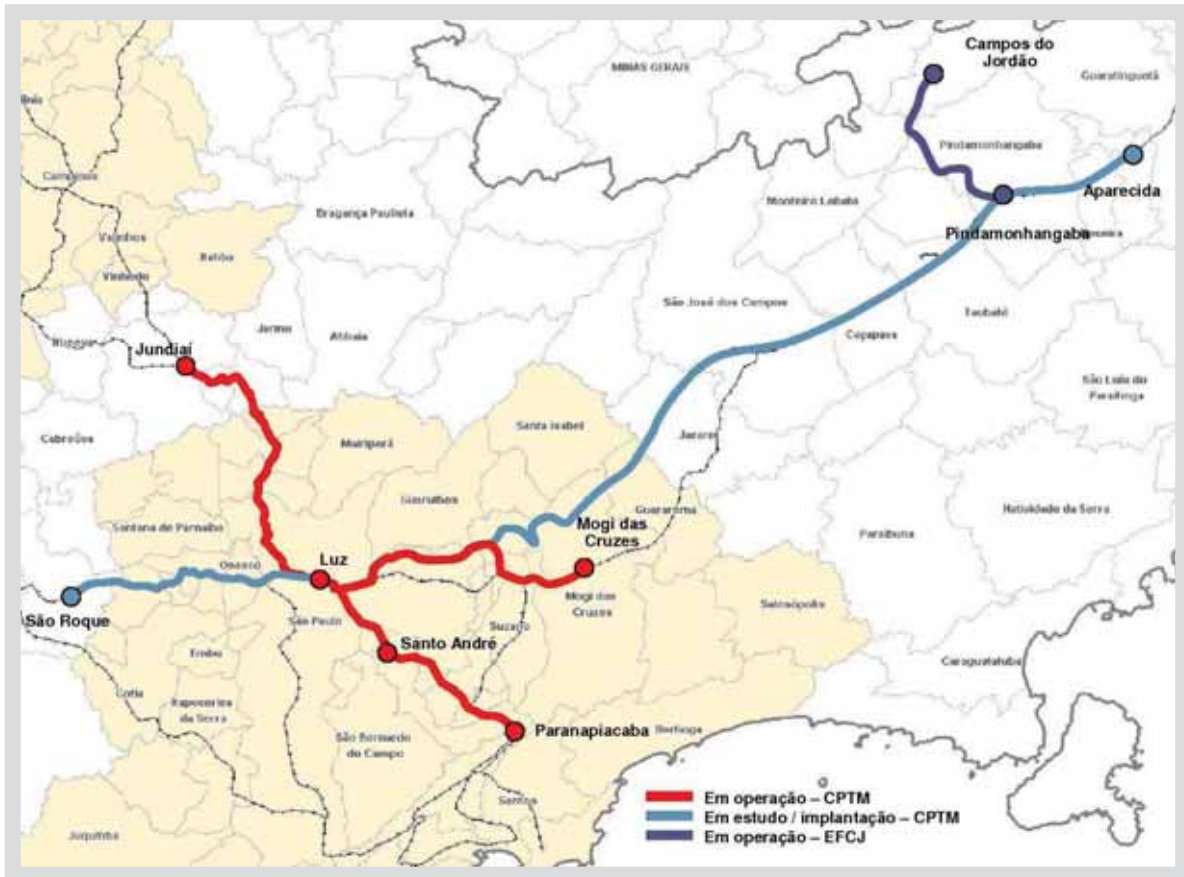 Campos do
Jordão
MINAS GERAIS
Guaratinguetá
Pindamonhangaba
Campinas
Aparecida
Monteiro Lobato
Bragança Paulista
Pindamonhangaba
Valinhos
Itatiba
Vinhedo
São José dos Campos
Taubaté
Caçapava
Jarinu
Atibaia
Jundiaí
São Luís do
Paraitinga
Santa Isabel
Cabreúva
Mairiporã
Jacareí
Guarulhos
Guararema
Natividade da Serra
Santana de Parnaíba
Mogi das
Cruzes
Paraibuna
Luz
Osasco
Mogi das
Cruzes
Salesópolis
São Roque
São Paulo
Suzano
Santo André
Embu
Caraguatatuba
Cotia
Itapecerica
da Serra
Paranapiacaba
Bertioga
São Bernardo
do Campo
Santos
Em operação – CPTM
Em estudo / implantação – CPTM
Em operação – EFCJ
Juquitiba